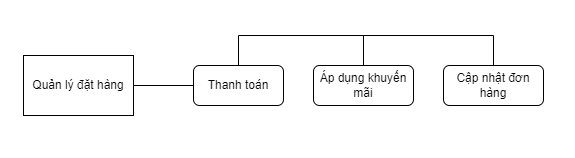 Quản lý đặt hàng
Thanh toán
Áp dụng khuyến
mãi
Cập nhật đơn
hàng